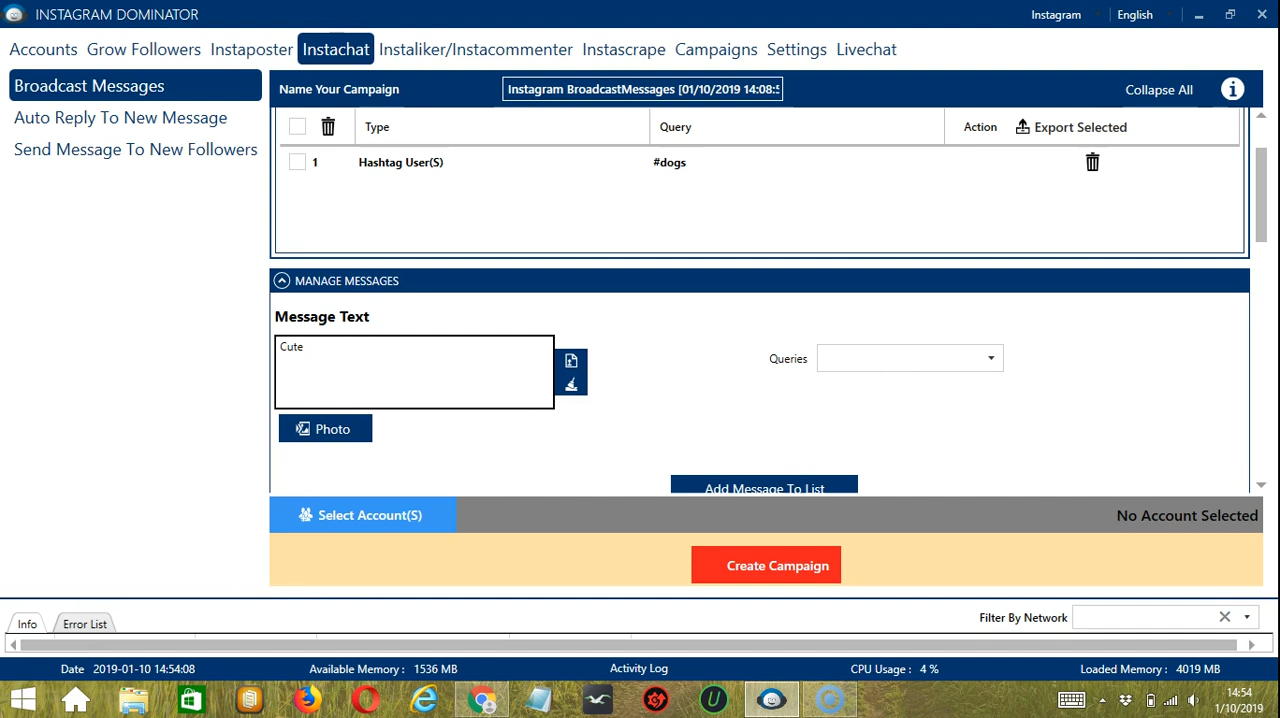 INSTAGRAM DOMINATOR
Instagram
English
Accounts Grow Followers Instaposter Instachat Instaliker/Instacommenter Instascrape Campaigns Settings Livechat
Broadcast Messages
Auto Reply To New Message
Send Message To New Followers
Name Your Campaign
Instagram BroadcastMessages [01/10/2019 14:08:5
Collapse All
Type
Query
Action
Export Selected
1
Hashtag User(S)
#dogs
MANAGE MESSAGES
Message Text
Cute
Queries
Photo
Add Message To List
Select Account(S)
No Account Selected
Create Campaign
Info
Error List
Filter By Network
Date 2019-01-10 14:54:08
Available Memory : 1536 MB
Activity Log
CPU Usage : 4 %
Loaded Memory : 4019 MB
14:54
1/10/2019